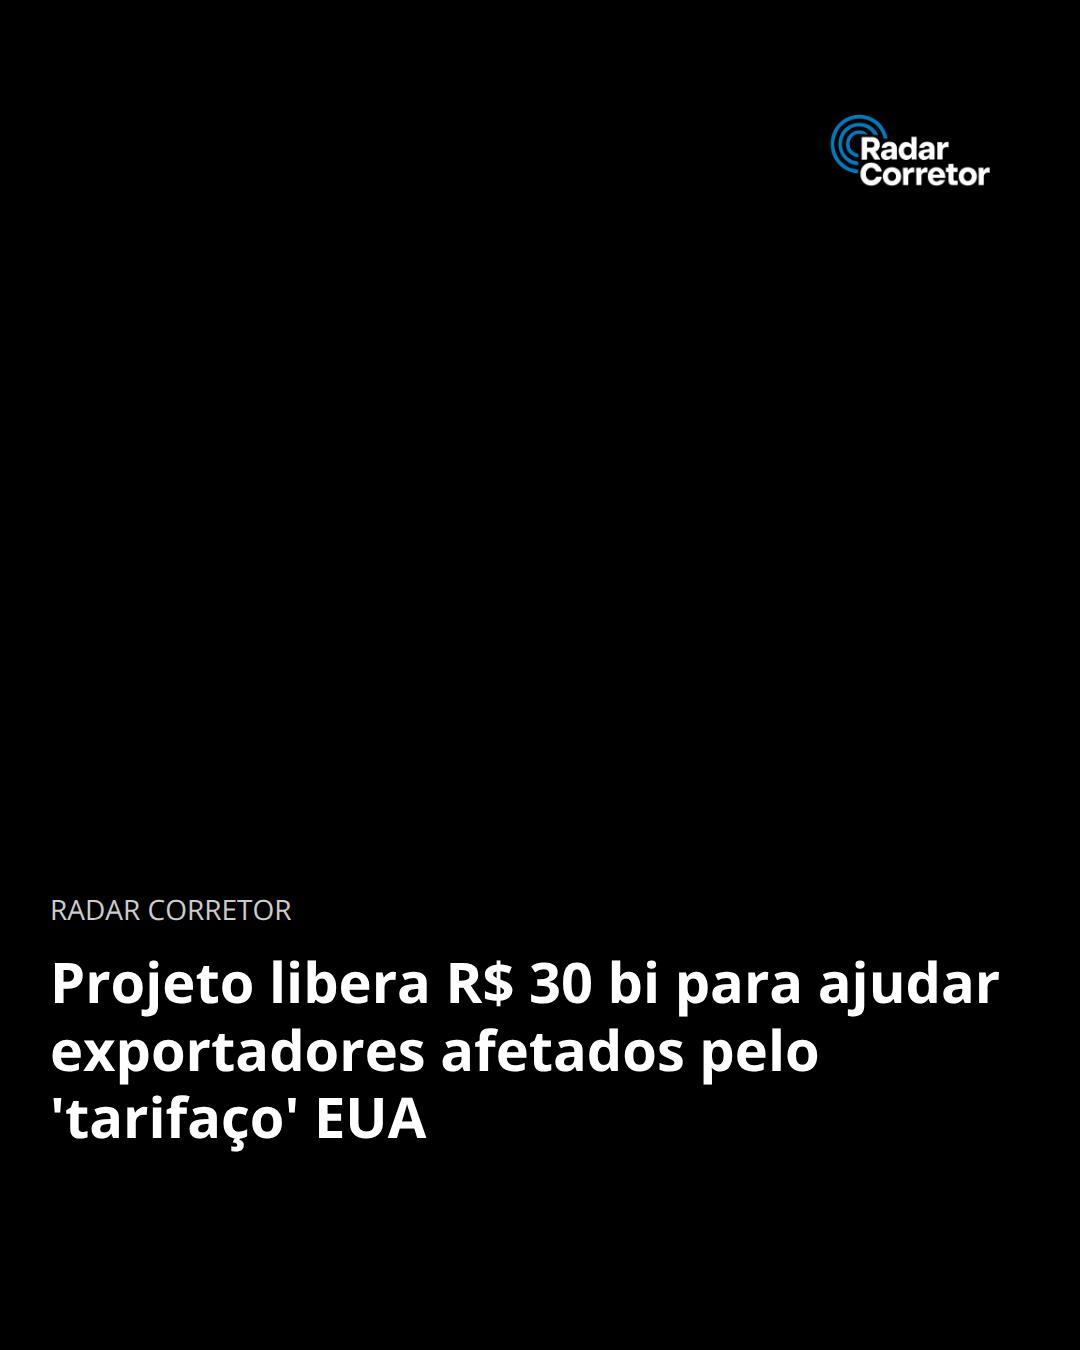 Radar
Corretor
RADAR CORRETOR
Projeto libera R$ 30 bi para ajudar
exportadores afetados pelo
'tarifaço' EUA